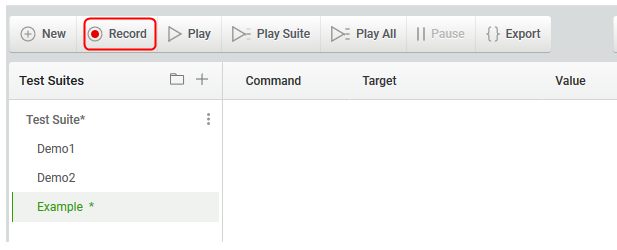 New Record Play Play Suite Play All Pause { } Export
Test Suites + Command Target Value
Test Suite*
Demo1
Demo2
Example *